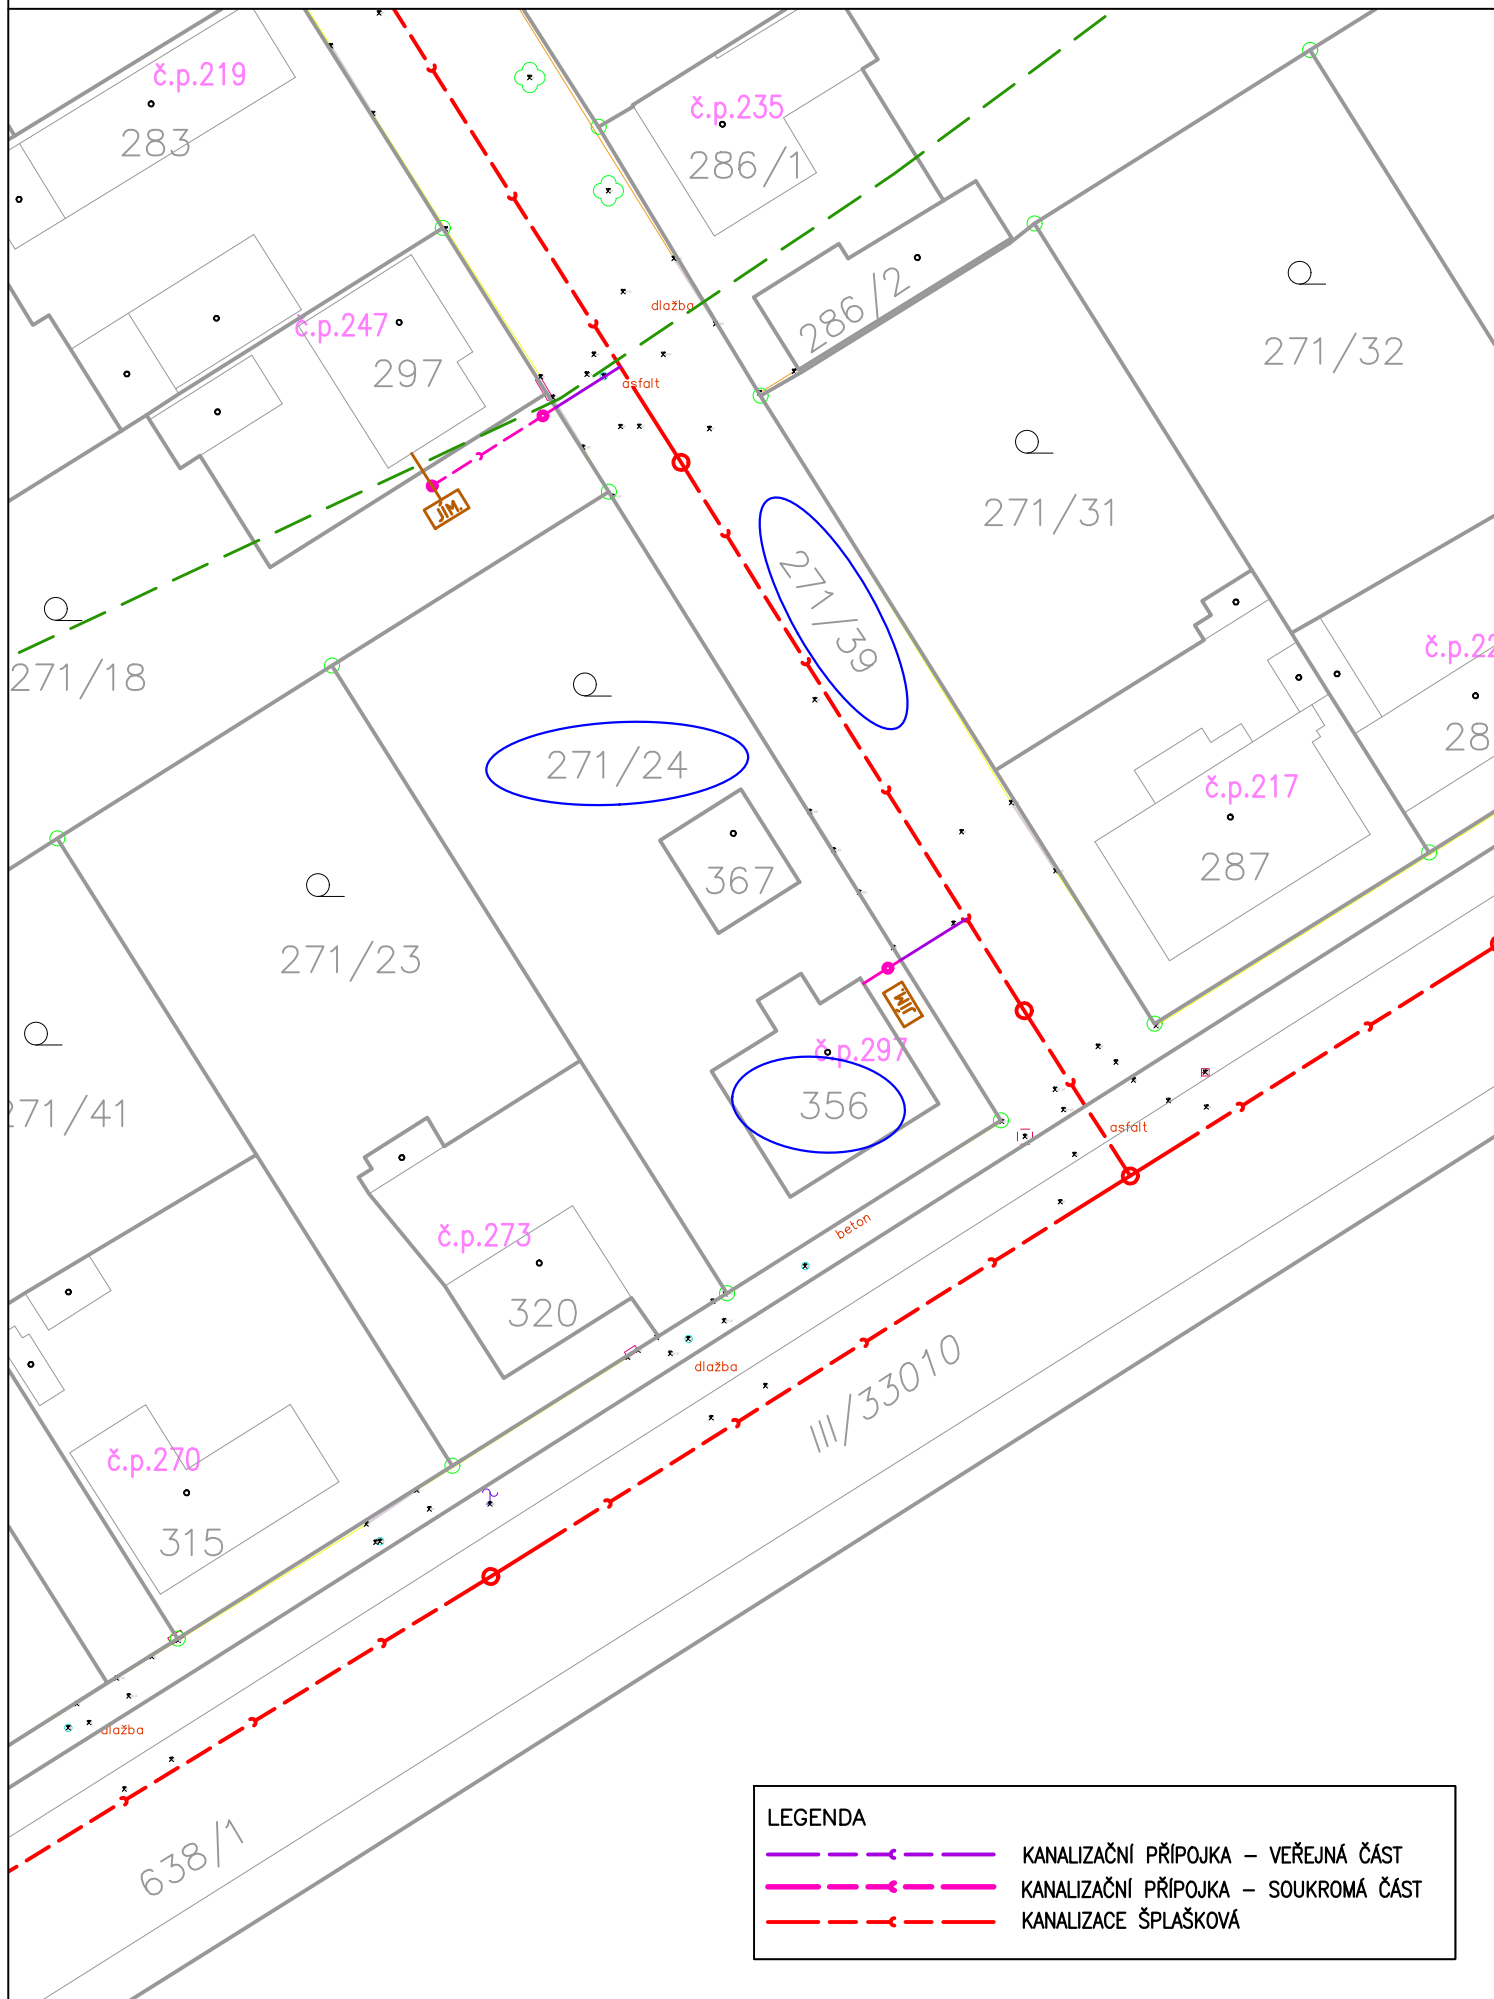 č.p.219
283
č.p.235
286/1
286/2
dlažba
asfalt
č.p.247
297
JÍM.
271/32
271/31
271/39
271/18
271/24
č.p.22
28
č.p.217
287
367
271/23
271/41
JÍM.
č.p.297
356
asfalt
beton
č.p.273
320
dlažba
III/33010
č.p.270
315
dlažba
638/1
LEGENDA
KANALIZAČNÍ PŘÍPOJKA – VEŘEJNÁ ČÁST
KANALIZAČNÍ PŘÍPOJKA – SOUKROMÁ ČÁST
KANALIZACE ŠPLAŠKOVÁ